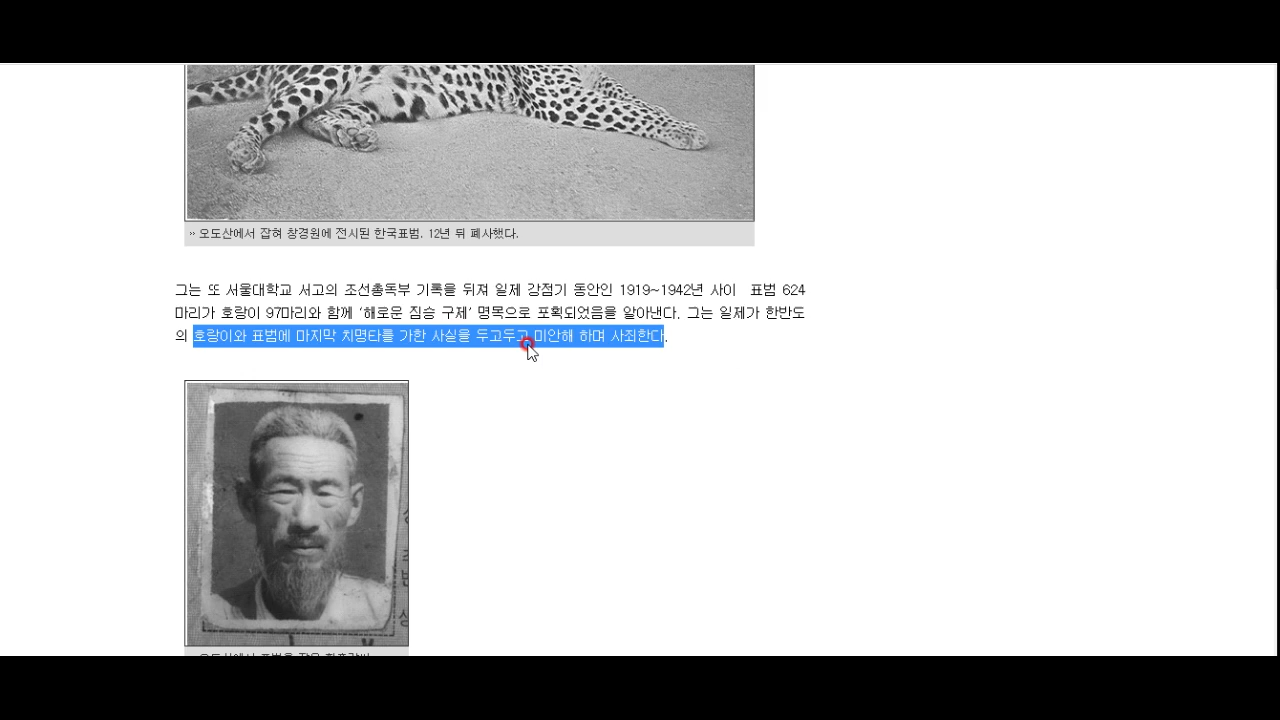 » 오도산에서 잡혀 창경원에 전시된 한국표범. 12년 뒤 폐사했다.
그는 또 서울대학교 서고의 조선총독부 기록을 뒤져 일제 강점기 동안인 1919~1942년 사이 표범 624
마리가 호랑이 97마리와 함께 ‘해로운 짐승 구제’ 명목으로 포획되었음을 알아낸다. 그는 일제가 한반도
의 호랑이와 표범에 마지막 치명타를 가한 사실을 두고두고 미안해 하며 사죄한다.